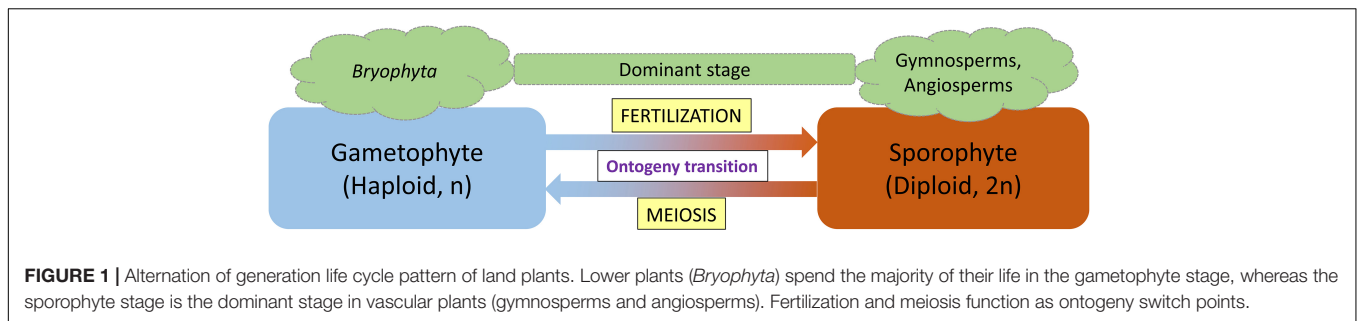 Bryophyta
Dominant stage
Gymnosperms,
Angiosperms
FERTILIZATION
Gametophyte
(Haploid, n)
Ontogeny transition
Sporophyte
(Diploid, 2n)
MEIOSIS
FIGURE 1 | Alternation of generation life cycle pattern of land plants. Lower plants (Bryophyta) spend the majority of their life in the gametophyte stage, whereas the
sporophyte stage is the dominant stage in vascular plants (gymnosperms and angiosperms). Fertilization and meiosis function as ontogeny switch points.